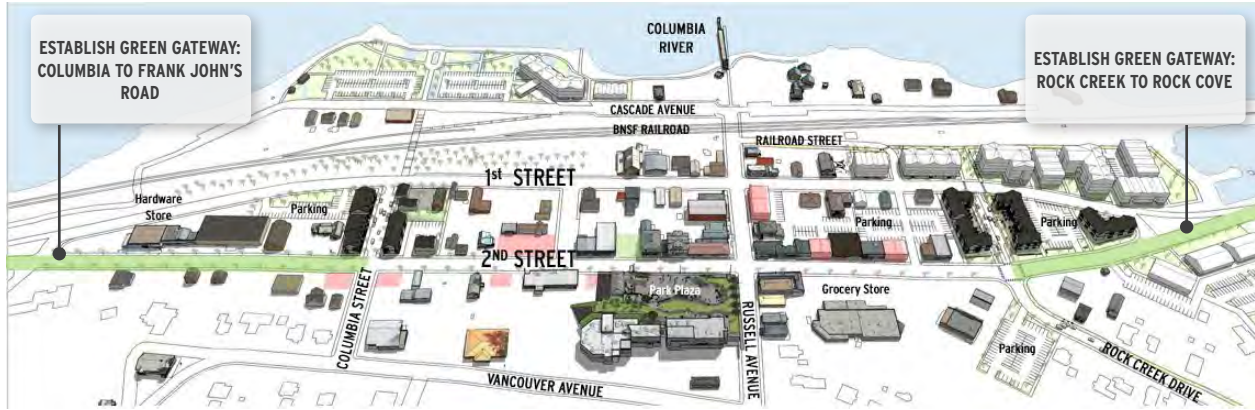 ESTABLISH GREEN GATEWAY:
COLUMBIA TO FRANK JOHN'S
ROAD
COLUMBIA
RIVER
ESTABLISH GREEN GATEWAY:
ROCK CREEK TO ROCK COVE
CASCADE AVENUE
BNSF RAILROAD
RAILROAD STREET
1st STREET
Hardware
Store
Parking
Parking
Parking
2ND STREET
COLUMBIA STREET
Park Plaza
RUSSELL AVENUE
Grocery Store
Parking
ROCK CREEK DRIVE
VANCOUVER AVENUE